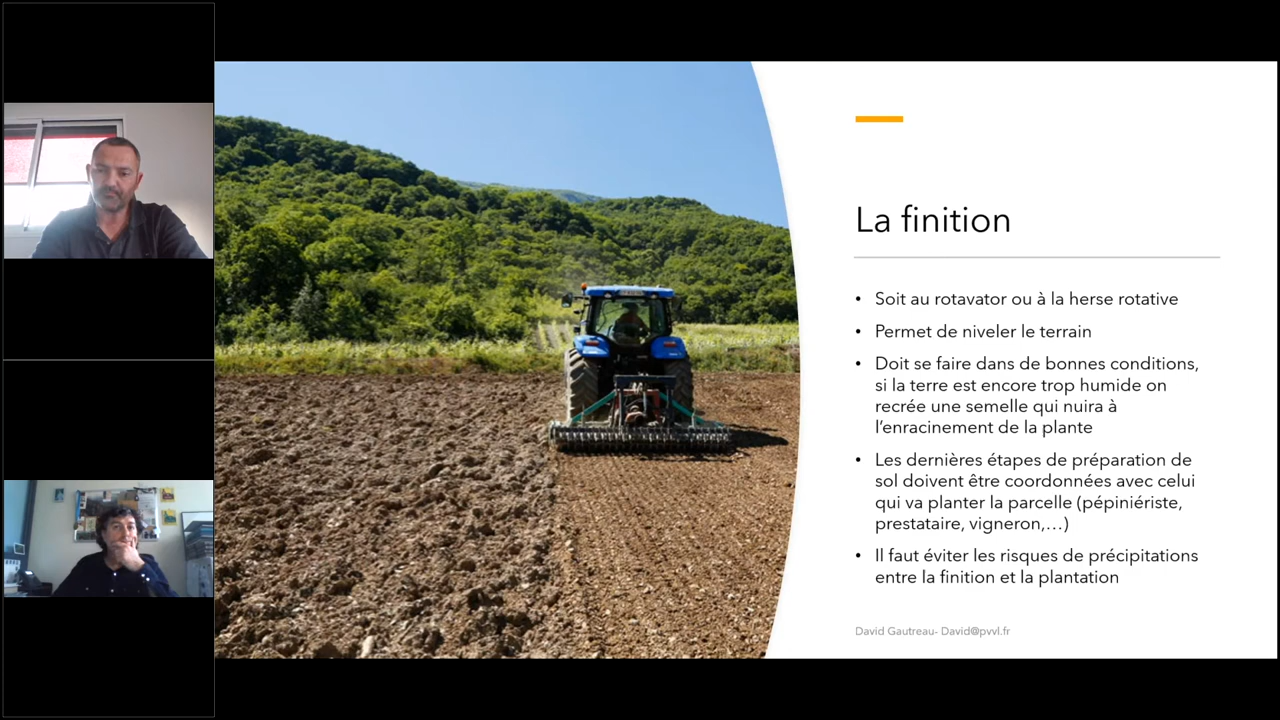 La finition
• Soit au rotavator ou à la herse rotative
• Permet de niveler le terrain
• Doit se faire dans de bonnes conditions,
si la terre est encore trop humide on
recrée une semelle qui nuira à
l'enracinement de la plante
• Les dernières étapes de préparation de
sol doivent être coordonnées avec celui
qui va planter la parcelle (pépiniériste,
prestataire, vigneron,…)
• Il faut éviter les risques de précipitations
entre la finition et la plantation
David Gautreau- David@pvvl.fr